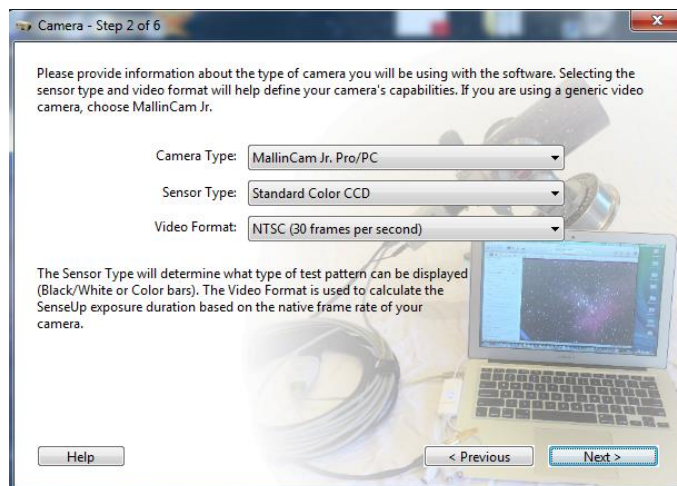 Camera - Step 2 of 6
Please provide information about the type of camera you will be using with the software. Selecting the
sensor type and video format will help define your camera's capabilities. If you are using a generic video
camera, choose MallinCam Jr.
Camera Type: MallinCam Jr. Pro/PC
Sensor Type: Standard Color CCD
Video Format: NTSC (30 frames per second)
The Sensor Type will determine what type of test pattern can be displayed
(Black/White or Color bars). The Video Format is used to calculate the
SenseUp exposure duration based on the native frame rate of your
camera.
Help < Previous Next >